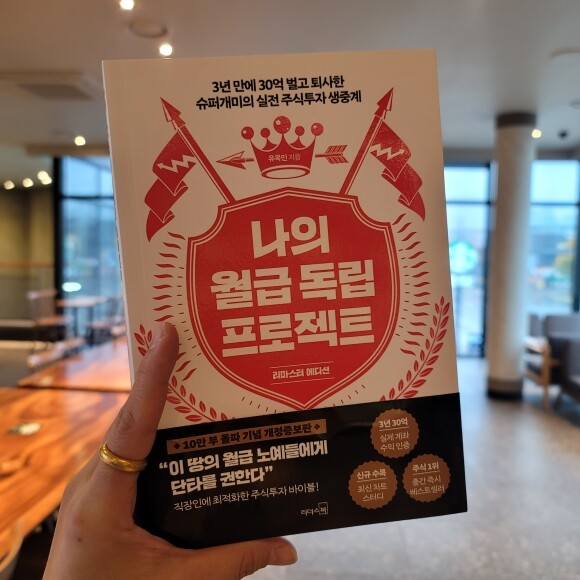 3년 만에 30억 벌고 퇴사한
슈퍼개미의 실전 주식투자 생중계
유목민 지음
나의
월급 독립
프로젝트
리마스터 에디션
10만 부 돌파 기념 개정증보판
“이 땅의 월급 노예들에게
단타를 권한다”
직장인에 최적화한 주식투자 바이블!
3년 30억
실제 계좌
수익 인증
신규 수록
최신 차트
스터디
주식 1위
출간 즉시
베스트셀러
리더스북